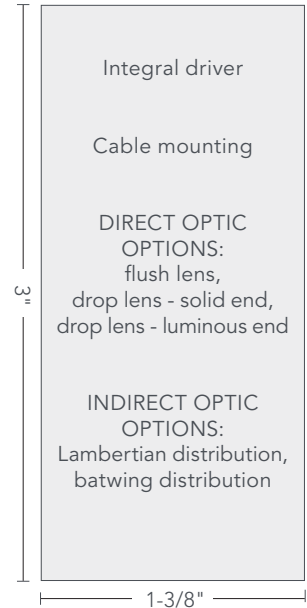 Integral driver
Cable mounting
DIRECT OPTIC
OPTIONS:
flush lens,
drop lens - solid end,
drop lens - luminous end
3"
INDIRECT OPTIC
OPTIONS:
Lambertian distribution,
batwing distribution
1-3/8"